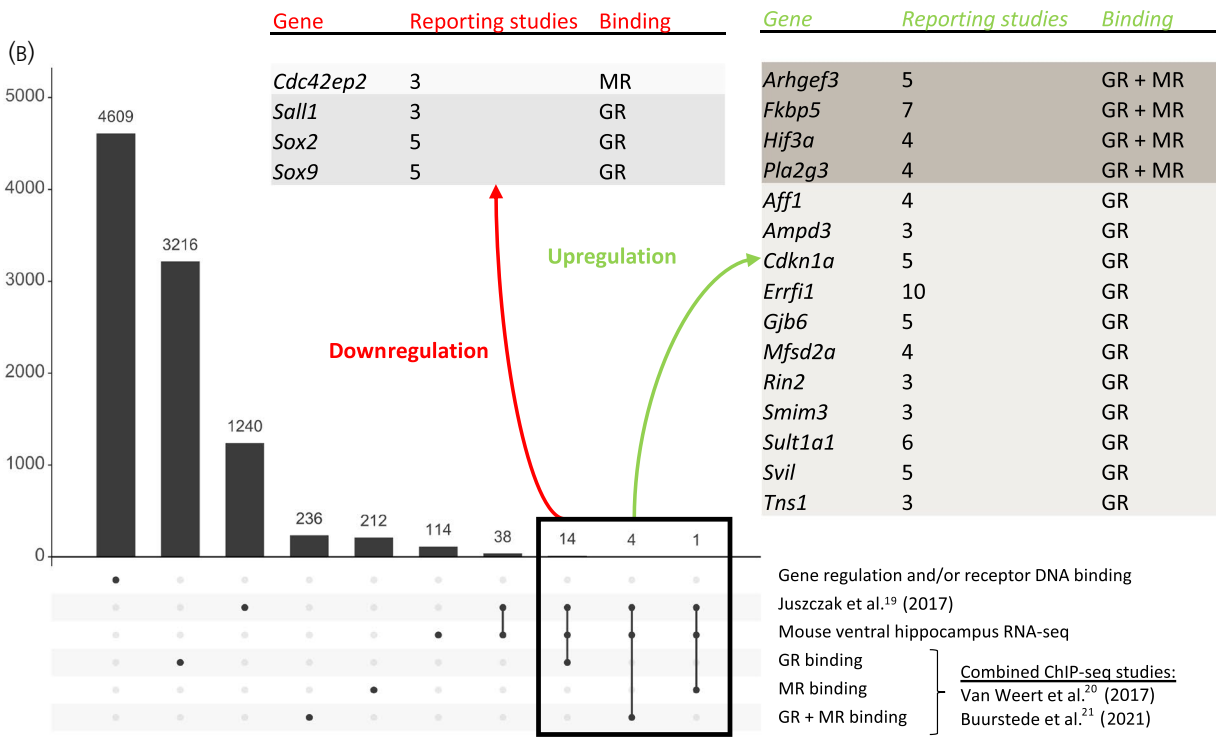 (B)
Gene Reporting studies Binding
Cdc42ep2 3 MR
Sall1 3 GR
Sox2 5 GR
Sox9 5 GR
Gene Reporting studies Binding
Arhgef3 5 GR + MR
Fkbp5 7 GR + MR
Hif3a 4 GR + MR
Pla2g3 4 GR + MR
Aff1 4 GR
Ampd3 3 GR
Cdkn1a 5 GR
Errfi1 10 GR
Gjb6 5 GR
Mfsd2a 4 GR
Rin2 3 GR
Smim3 3 GR
Sult1a1 6 GR
Svil 5 GR
Tns1 3 GR
Upregulation
Downregulation
5000
4000
3000
2000
1000
0
4609
3216
1240
236
212
114
38
14
4
1
Gene regulation and/or receptor DNA binding
Juszczak et al.19 (2017)
Mouse ventral hippocampus RNA-seq
GR binding
MR binding
GR + MR binding
Combined ChIP-seq studies:
Van Weert et al.20 (2017)
Buurstede et al.21 (2021)